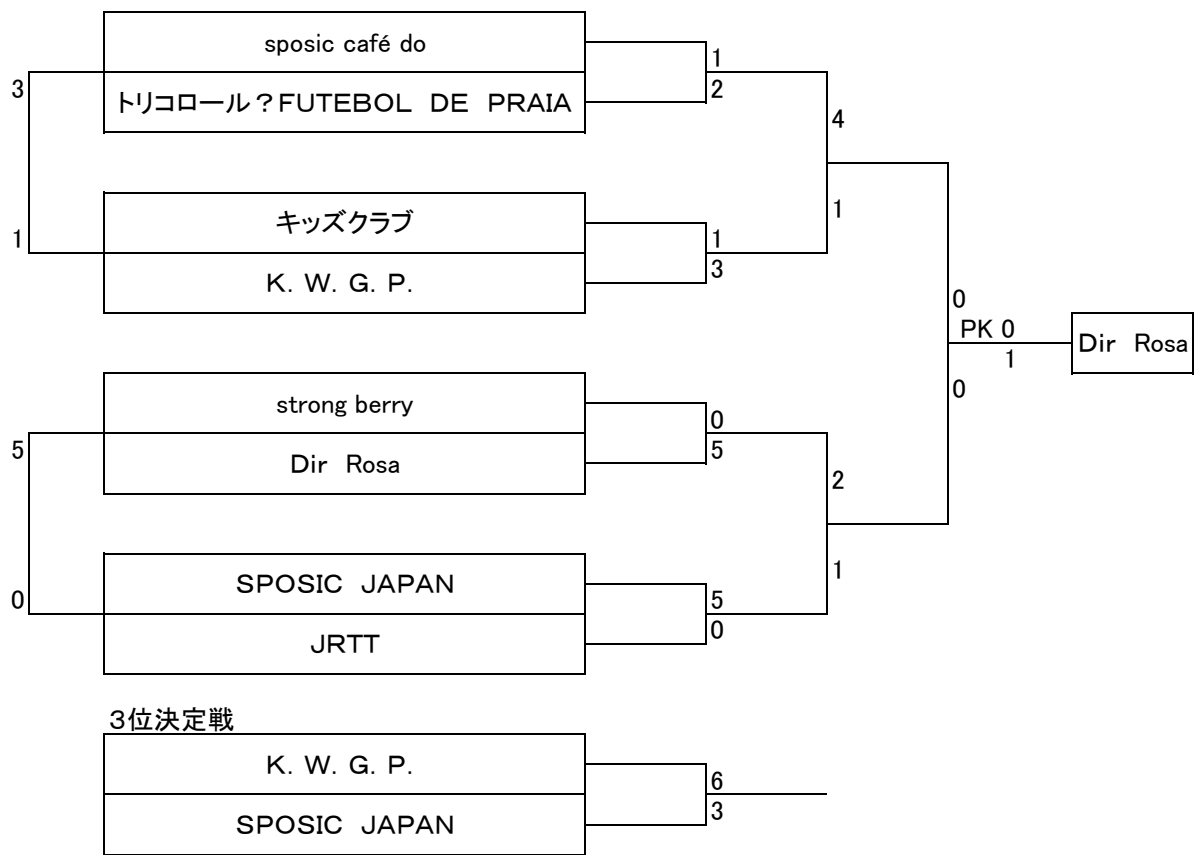 sposic café do
1
3
トリコロール？FUTEBOL DE PRAIA
2
4
キッズクラブ
1
1
1
K. W. G. P.
3
0
PK 0
Dir Rosa
1
strong berry
0
0
5
Dir Rosa
5
2
SPOSIC JAPAN
1
0
5
JRTT
0
３位決定戦
K. W. G. P.
6
SPOSIC JAPAN
3